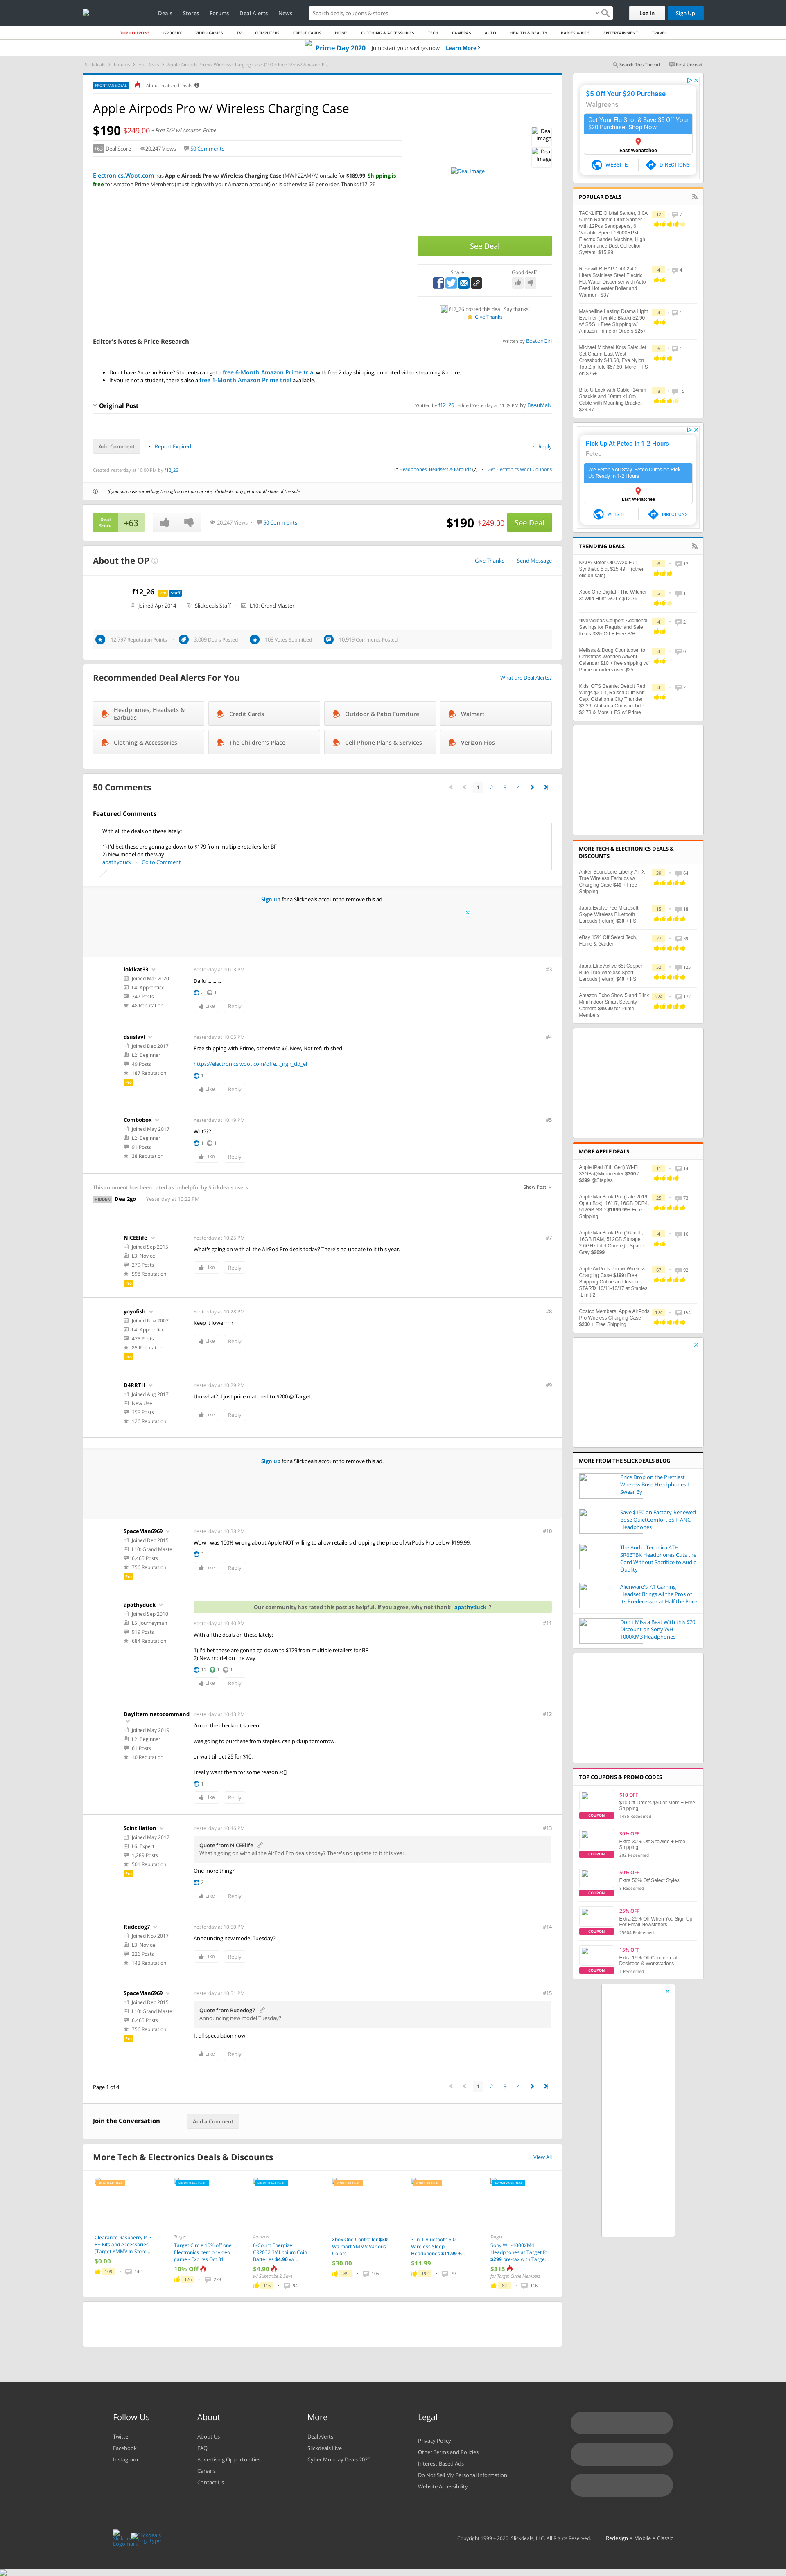 Deals Stores Forums Deal Alerts News
Search deals, coupons & stores
Log In
Sign Up
TOP COUPONS GROCERY VIDEO GAMES TV COMPUTERS CREDIT CARDS HOME CLOTHING & ACCESSORIES TECH CAMERAS AUTO HEALTH & BEAUTY BABIES & KIDS ENTERTAINMENT TRAVEL
Prime Day 2020 Jumpstart your savings now Learn More >
Slickdeals Forums Hot Deals Apple Airpods Pro w/ Wireless Charging Case $190 + Free S/H w/ Amazon P...
Search This Thread First Unread
FRONTPAGE DEAL About Featured Deals
Apple Airpods Pro w/ Wireless Charging Case
$190 $249.00 + Free S/H w/ Amazon Prime
+63 Deal Score 20,247 Views 50 Comments
Electronics.Woot.com has Apple Airpods Pro w/ Wireless Charging Case (MWP22AM/A) on sale for $189.99. Shipping is
free for Amazon Prime Members.(must login with your Amazon account) or is otherwise $6 per order. Thanks f12_26
Deal Image
Deal Image
Deal Image
See Deal
Share
Good deal?
f12_26 posted this deal. Say thanks!
Give Thanks
Editor's Notes & Price Research
Written by BostonGirl
Don't have Amazon Prime? Students can get a free 6-Month Amazon Prime trial with free 2-day shipping, unlimited video streaming & more.
If you're not a student, there's also a free 1-Month Amazon Prime trial available.
Original Post
Written by f12_26 Edited Yesterday at 11:09 PM by BeAuMaN
Add Comment
Report Expired
Reply
Created Yesterday at 10:00 PM by f12_26
in Headphones, Headsets & Earbuds (7) Get Electronics.Woot Coupons
If you purchase something through a post on our site, Slickdeals may get a small share of the sale.
Deal Score +63
20,247 Views 50 Comments
$190 $249.00 See Deal
About the OP
Give Thanks Send Message
f12_26 Pro Staff
Joined Apr 2014 Slickdeals Staff L10: Grand Master
12,797 Reputation Points 3,009 Deals Posted 108 Votes Submitted 10,919 Comments Posted
Recommended Deal Alerts For You
What are Deal Alerts?
Headphones, Headsets & Earbuds
Credit Cards
Outdoor & Patio Furniture
Walmart
Clothing & Accessories
The Children's Place
Cell Phone Plans & Services
Verizon Fios
50 Comments
1 2 3 4
Featured Comments
With all the deals on these lately:
1) I'd bet these are gonna go down to $179 from multiple retailers for BF
2) New model on the way
apathyduck Go to Comment
Sign up for a Slickdeals account to remove this ad.
lokikat33
Joined Mar 2020
L4: Apprentice
347 Posts
48 Reputation
Yesterday at 10:03 PM
#3
Da fu'..........
2 1
Like Reply
dsuslavi
Joined Dec 2017
L2: Beginner
49 Posts
187 Reputation
Pro
Yesterday at 10:05 PM
#4
Free shipping with Prime, otherwise $6. New, Not refurbished
https://electronics.woot.com/offe..._ngh_dd_el
1
Like Reply
Combobox
Joined May 2017
L2: Beginner
91 Posts
38 Reputation
Yesterday at 10:19 PM
#5
Wut???
1 1
Like Reply
This comment has been rated as unhelpful by Slickdeals users
Show Post
HIDDEN Deal2go Yesterday at 10:22 PM
NICEElife
Joined Sep 2015
L3: Novice
279 Posts
598 Reputation
Pro
Yesterday at 10:25 PM
#7
What's going on with all the AirPod Pro deals today? There's no update to it this year.
Like Reply
yoyofish
Joined Nov 2007
L4: Apprentice
475 Posts
85 Reputation
Pro
Yesterday at 10:28 PM
#8
Keep it lowerrrrr
Like Reply
D4RRTH
Joined Aug 2017
New User
358 Posts
126 Reputation
Yesterday at 10:29 PM
#9
Um what?! I just price matched to $200 @ Target.
Like Reply
Sign up for a Slickdeals account to remove this ad.
SpaceMan6969
Joined Dec 2015
L10: Grand Master
6,465 Posts
756 Reputation
Pro
Yesterday at 10:38 PM
#10
Wow I was 100% wrong about Apple NOT willing to allow retailers dropping the price of AirPods Pro below $199.99.
3
Like Reply
apathyduck
Joined Sep 2010
L5: Journeyman
919 Posts
684 Reputation
Our community has rated this post as helpful. If you agree, why not thank apathyduck ?
Yesterday at 10:40 PM
#11
With all the deals on these lately:
1) I'd bet these are gonna go down to $179 from multiple retailers for BF
2) New model on the way
12 1 1
Like Reply
Dayliteminetocommand
Joined May 2019
L2: Beginner
61 Posts
10 Reputation
Yesterday at 10:43 PM
#12
i'm on the checkout screen
was going to purchase from staples, can pickup tomorrow.
or wait till oct 25 for $10.
i really want them for some reason >:([
1
Like Reply
Scintillation
Joined May 2017
L6: Expert
1,289 Posts
501 Reputation
Pro
Yesterday at 10:46 PM
#13
Quote from NICEElife
What's going on with all the AirPod Pro deals today? There's no update to it this year.
One more thing?
2
Like Reply
Rudedog7
Joined Nov 2017
L3: Novice
226 Posts
142 Reputation
Yesterday at 10:50 PM
#14
Announcing new model Tuesday?
Like Reply
SpaceMan6969
Joined Dec 2015
L10: Grand Master
6,465 Posts
756 Reputation
Pro
Yesterday at 10:51 PM
#15
Quote from Rudedog7
Announcing new model Tuesday?
It all speculation now.
Like Reply
Page 1 of 4
1 2 3 4
Join the Conversation
Add a Comment
More Tech & Electronics Deals & Discounts
View All
POPULAR DEAL
Clearance Raspberry Pi 3 B+ Kits and Accessories (Target YMMV In-Store...
$0.00
109 142
FRONTPAGE DEAL
Target
Target Circle 10% off one Electronics item or video game - Expires Oct 31
10% Off
126 223
FRONTPAGE DEAL
Amazon
6-Count Energizer CR2032 3V Lithium Coin Batteries $4.90 w/...
$4.90
w/ Subscribe & Save
116 94
POPULAR DEAL
Xbox One Controller $30 Walmart YMMV Various Colors
$30.00
89 105
POPULAR DEAL
3-in-1 Bluetooth 5.0 Wireless Sleep Headphones $11.99 +...
$11.99
192 79
FRONTPAGE DEAL
Target
Sony WH-1000XM4 Headphones at Target for $299 pre-tax with Targe...
$315
for Target Circle Members
82 116
$5 Off Your $20 Purchase
Walgreens
Get Your Flu Shot & Save $5 Off Your $20 Purchase. Shop Now.
East Wenatchee
WEBSITE DIRECTIONS
POPULAR DEALS
TACKLIFE Orbital Sander, 3.0A 5-Inch Random Orbit Sander with 12Pcs Sandpapers, 6 Variable Speed 13000RPM Electric Sander Machine, High Performance Dust Collection System, $15.99
12 7
Rosewill R-HAP-15002 4.0 Liters Stainless Steel Electric Hot Water Dispenser with Auto Feed Hot Water Boiler and Warmer - $37
4 4
Maybelline Lasting Drama Light Eyeliner (Twinkle Black) $2.90 w/ S&S + Free Shipping w/ Amazon Prime or Orders $25+
4 1
Michael Michael Kors Sale: Jet Set Charm East West Crossbody $48.60, Eva Nylon Top Zip Tote $57.60, More + FS on $25+
6 1
Bike U Lock with Cable -14mm Shackle and 10mm x1.8m Cable with Mounting Bracket $23.37
8 15
Pick Up At Petco In 1-2 Hours
Petco
We Fetch You Stay. Petco Curbside Pick Up Ready In 1-2 Hours
East Wenatchee
WEBSITE DIRECTIONS
TRENDING DEALS
NAPA Motor Oil 0W20 Full Synthetic 5 qt $15.49 + (other oils on sale)
6 12
Xbox One Digital - The Witcher 3: Wild Hunt GOTY $12.75
5 1
*live*adidas Coupon: Additional Savings for Regular and Sale Items 33% Off + Free S/H
4 2
Melissa & Doug Countdown to Christmas Wooden Advent Calendar $10 + free shipping w/ Prime or orders over $25
4 0
Kids' OTS Beanie: Detroit Red Wings $2.03, Raised Cuff Knit Cap: Oklahoma City Thunder $2.29, Alabama Crimson Tide $2.73 & More + FS w/ Prime
4 2
MORE TECH & ELECTRONICS DEALS & DISCOUNTS
Anker Soundcore Liberty Air X True Wireless Earbuds w/ Charging Case $40 + Free Shipping
39 64
Jabra Evolve 75e Microsoft Skype Wireless Bluetooth Earbuds (refurb) $30 + FS
15 18
eBay 15% Off Select Tech, Home & Garden
77 39
Jabra Elite Active 65t Copper Blue True Wireless Sport Earbuds (refurb) $40 + FS
52 125
Amazon Echo Show 5 and Blink Mini Indoor Smart Security Camera $49.99 for Prime Members
224 172
MORE APPLE DEALS
Apple iPad (8th Gen) Wi-Fi 32GB @Microcenter $300 / $299 @Staples
11 14
Apple MacBook Pro (Late 2019, Open Box): 16" i7, 16GB DDR4, 512GB SSD $1699.99+ Free Shipping
25 73
Apple MacBook Pro (16-inch, 16GB RAM, 512GB Storage, 2.6GHz Intel Core i7) - Space Gray $2099
4 16
Apple AirPods Pro w/ Wireless Charging Case $199+Free Shipping Online and Instore - STARTs 10/11-10/17 at Staples -Limit-2
67 92
Costco Members: Apple AirPods Pro Wireless Charging Case $200 + Free Shipping
124 154
MORE FROM THE SLICKDEALS BLOG
Price Drop on the Prettiest Wireless Bose Headphones I Swear By
Save $150 on Factory-Renewed Bose QuietComfort 35 II ANC Headphones
The Audio Technica ATH-SR6BTBK Headphones Cuts the Cord Without Sacrifice to Audio Quality
Alienware's 7.1 Gaming Headset Brings All the Pros of Its Predecessor at Half the Price
Don't Miss a Beat With this $70 Discount on Sony WH-1000XM3 Headphones
TOP COUPONS & PROMO CODES
$10 OFF
$10 Off Orders $50 or More + Free Shipping
1485 Redeemed
COUPON
30% OFF
Extra 30% Off Sitewide + Free Shipping
252 Redeemed
COUPON
50% OFF
Extra 50% Off Select Styles
8 Redeemed
COUPON
25% OFF
Extra 25% Off When You Sign Up For Email Newsletters
25604 Redeemed
COUPON
15% OFF
Extra 15% Off Commercial Desktops & Workstations
1 Redeemed
COUPON
Follow Us
Twitter
Facebook
Instagram
About
About Us
FAQ
Advertising Opportunities
Careers
Contact Us
More
Deal Alerts
Slickdeals Live
Cyber Monday Deals 2020
Legal
Privacy Policy
Other Terms and Policies
Interest-Based Ads
Do Not Sell My Personal Information
Website Accessibility
Copyright 1999 - 2020. Slickdeals, LLC. All Rights Reserved. Redesign • Mobile • Classic